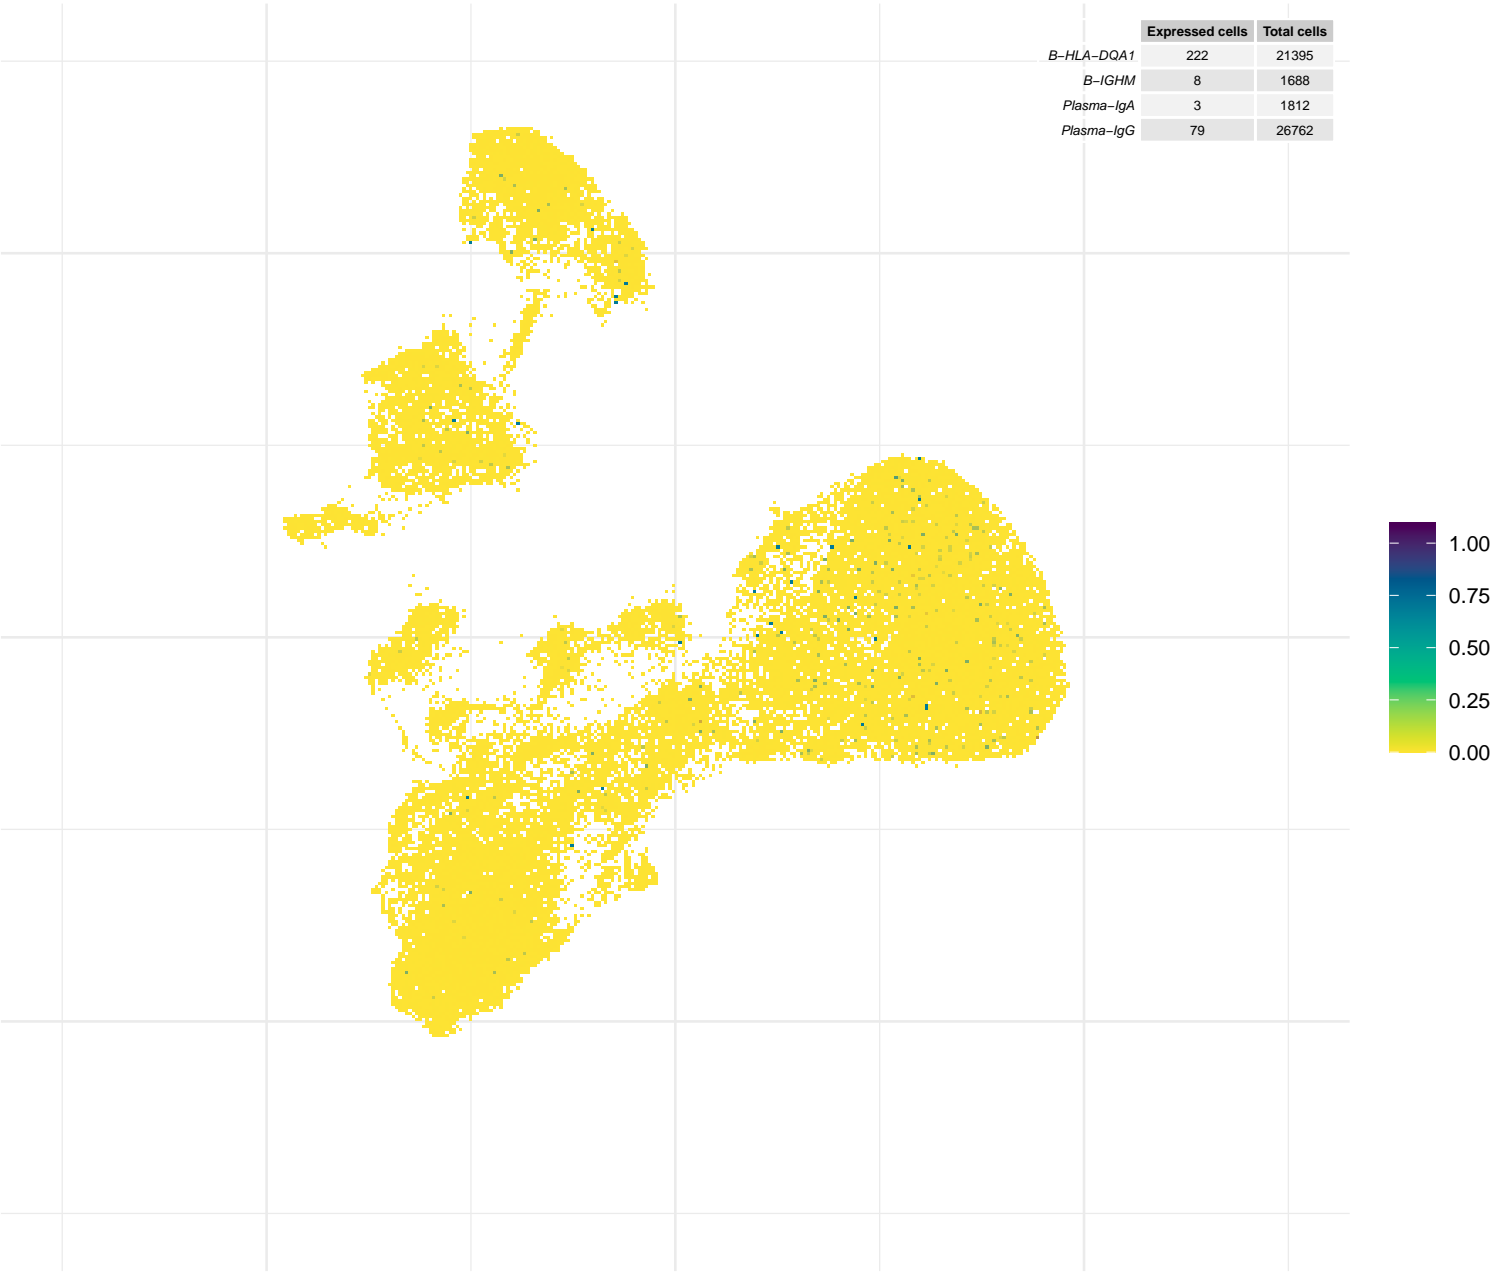 Expressed cells Total cells
B−HLA−DQA1 222 21395
B−IGHM 8 1688
Plasma−IgA 3 1812
Plasma−IgG 79 26762
1.00
0.75
0.50
0.25
0.00